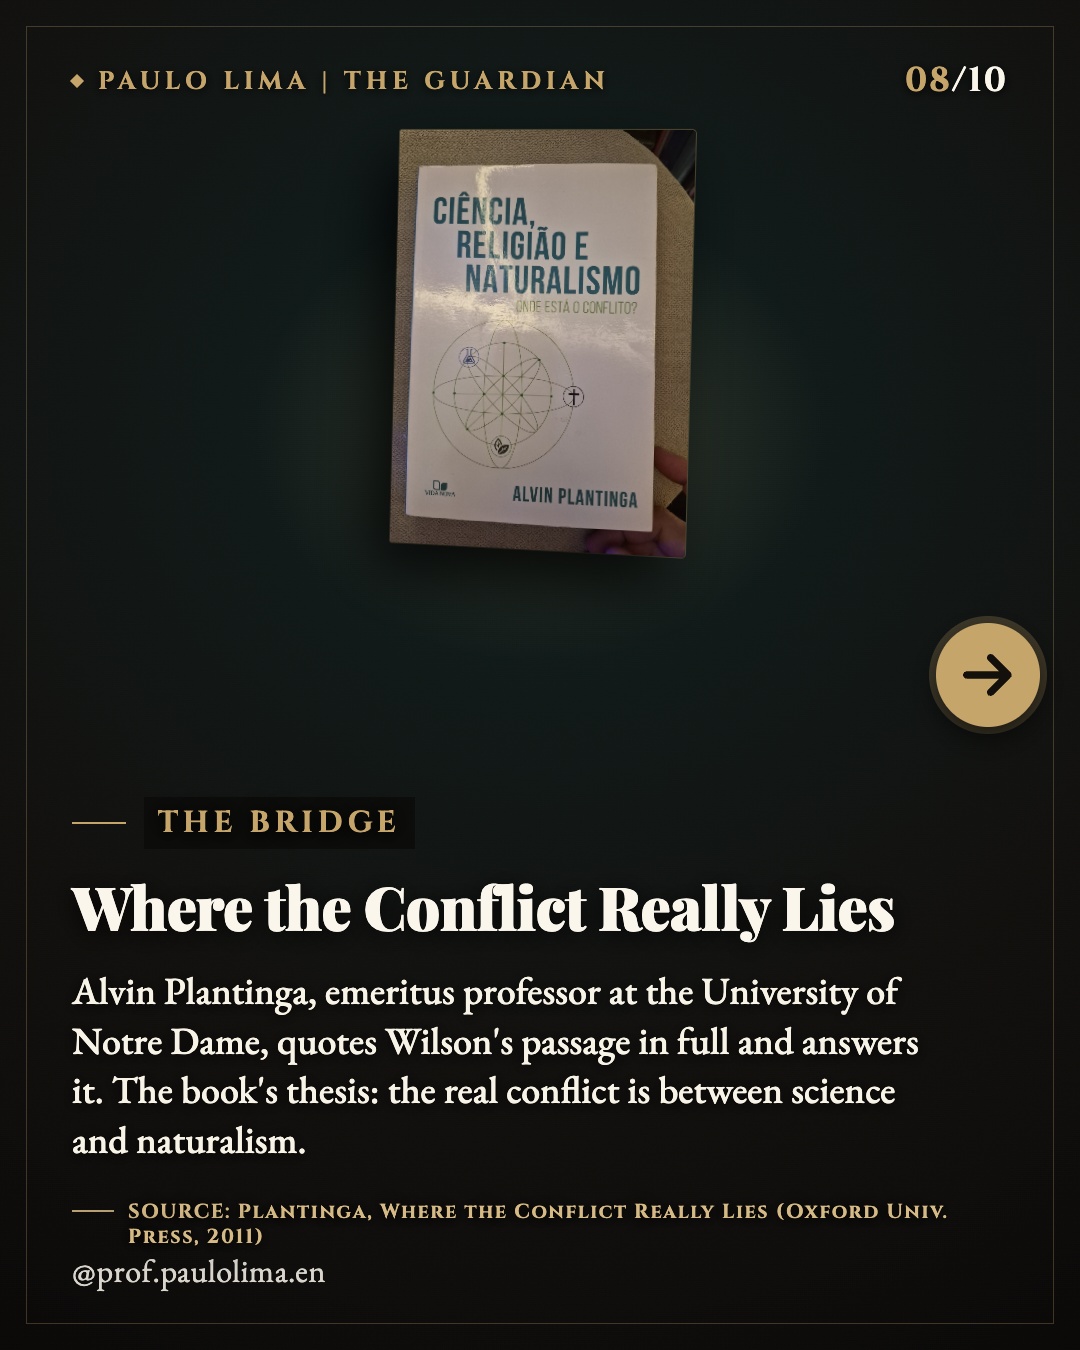 PAULO LIMA | THE GUARDIAN
08/10
CIÊNCIA,
RELIGIÃO E
NATURALISMO
ONDE ESTÁ O CONFLITO?
VIDA NOVA
ALVIN PLANTINGA
THE BRIDGE
Where the Conflict Really Lies
Alvin Plantinga, emeritus professor at the University of
Notre Dame, quotes Wilson's passage in full and answers
it. The book's thesis: the real conflict is between science
and naturalism.
SOURCE: Plantinga, Where the Conflict Really Lies (Oxford Univ.
Press, 2011)
@prof.paulolima.en